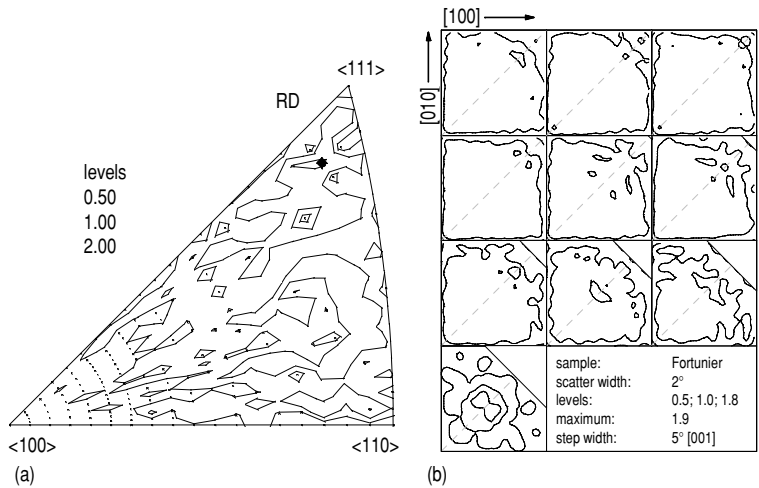 <111>
RD
levels
0.50
1.00
2.00
<100>
<110>
(a)
[100]
[010]
sample: Fortunier
scatter width: 2°
levels: 0.5; 1.0; 1.8
maximum: 1.9
step width: 5° [001]
(b)